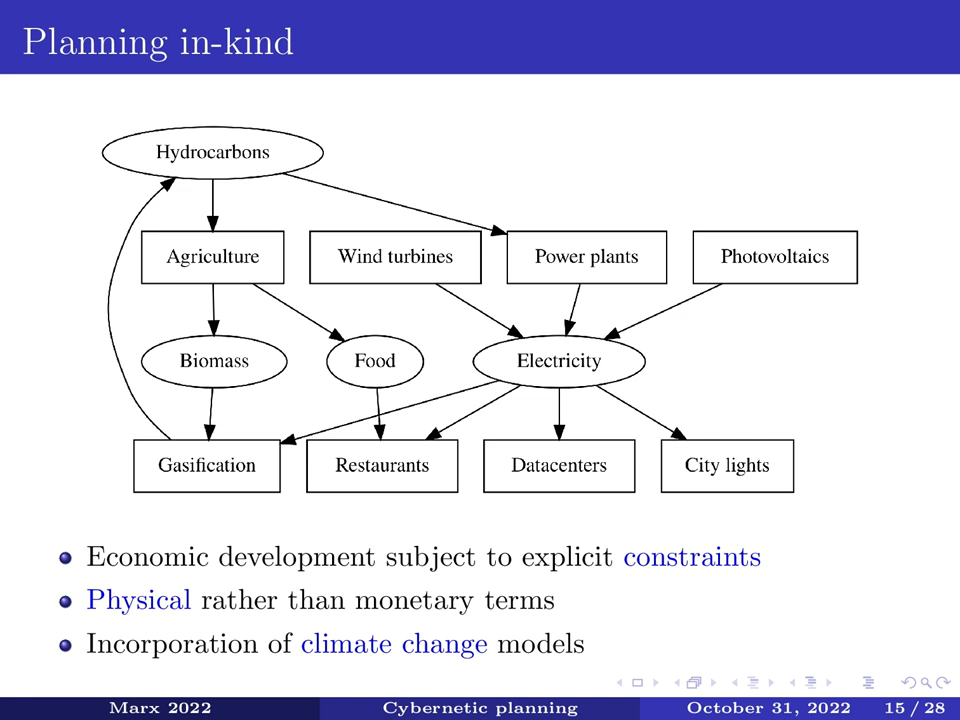 Planning in-kind
Hydrocarbons
Agriculture
Wind turbines
Power plants
Photovoltaics
Biomass
Food
Electricity
Gasification
Restaurants
Datacenters
City lights
Economic development subject to explicit constraints
Physical rather than monetary terms
Incorporation of climate change models
Marx 2022
Cybernetic planning
October 31, 2022
15 / 28